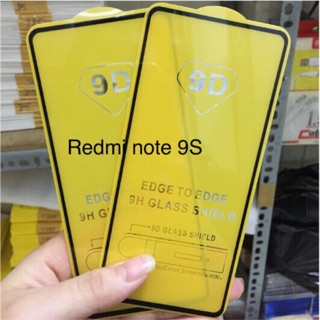 9D
9D
Redmi note 9S
EDGE TO EDGE
9H GLASS
EDGE TO EDGE
9H GLASS SHIELD
9D GLASS SHIELD